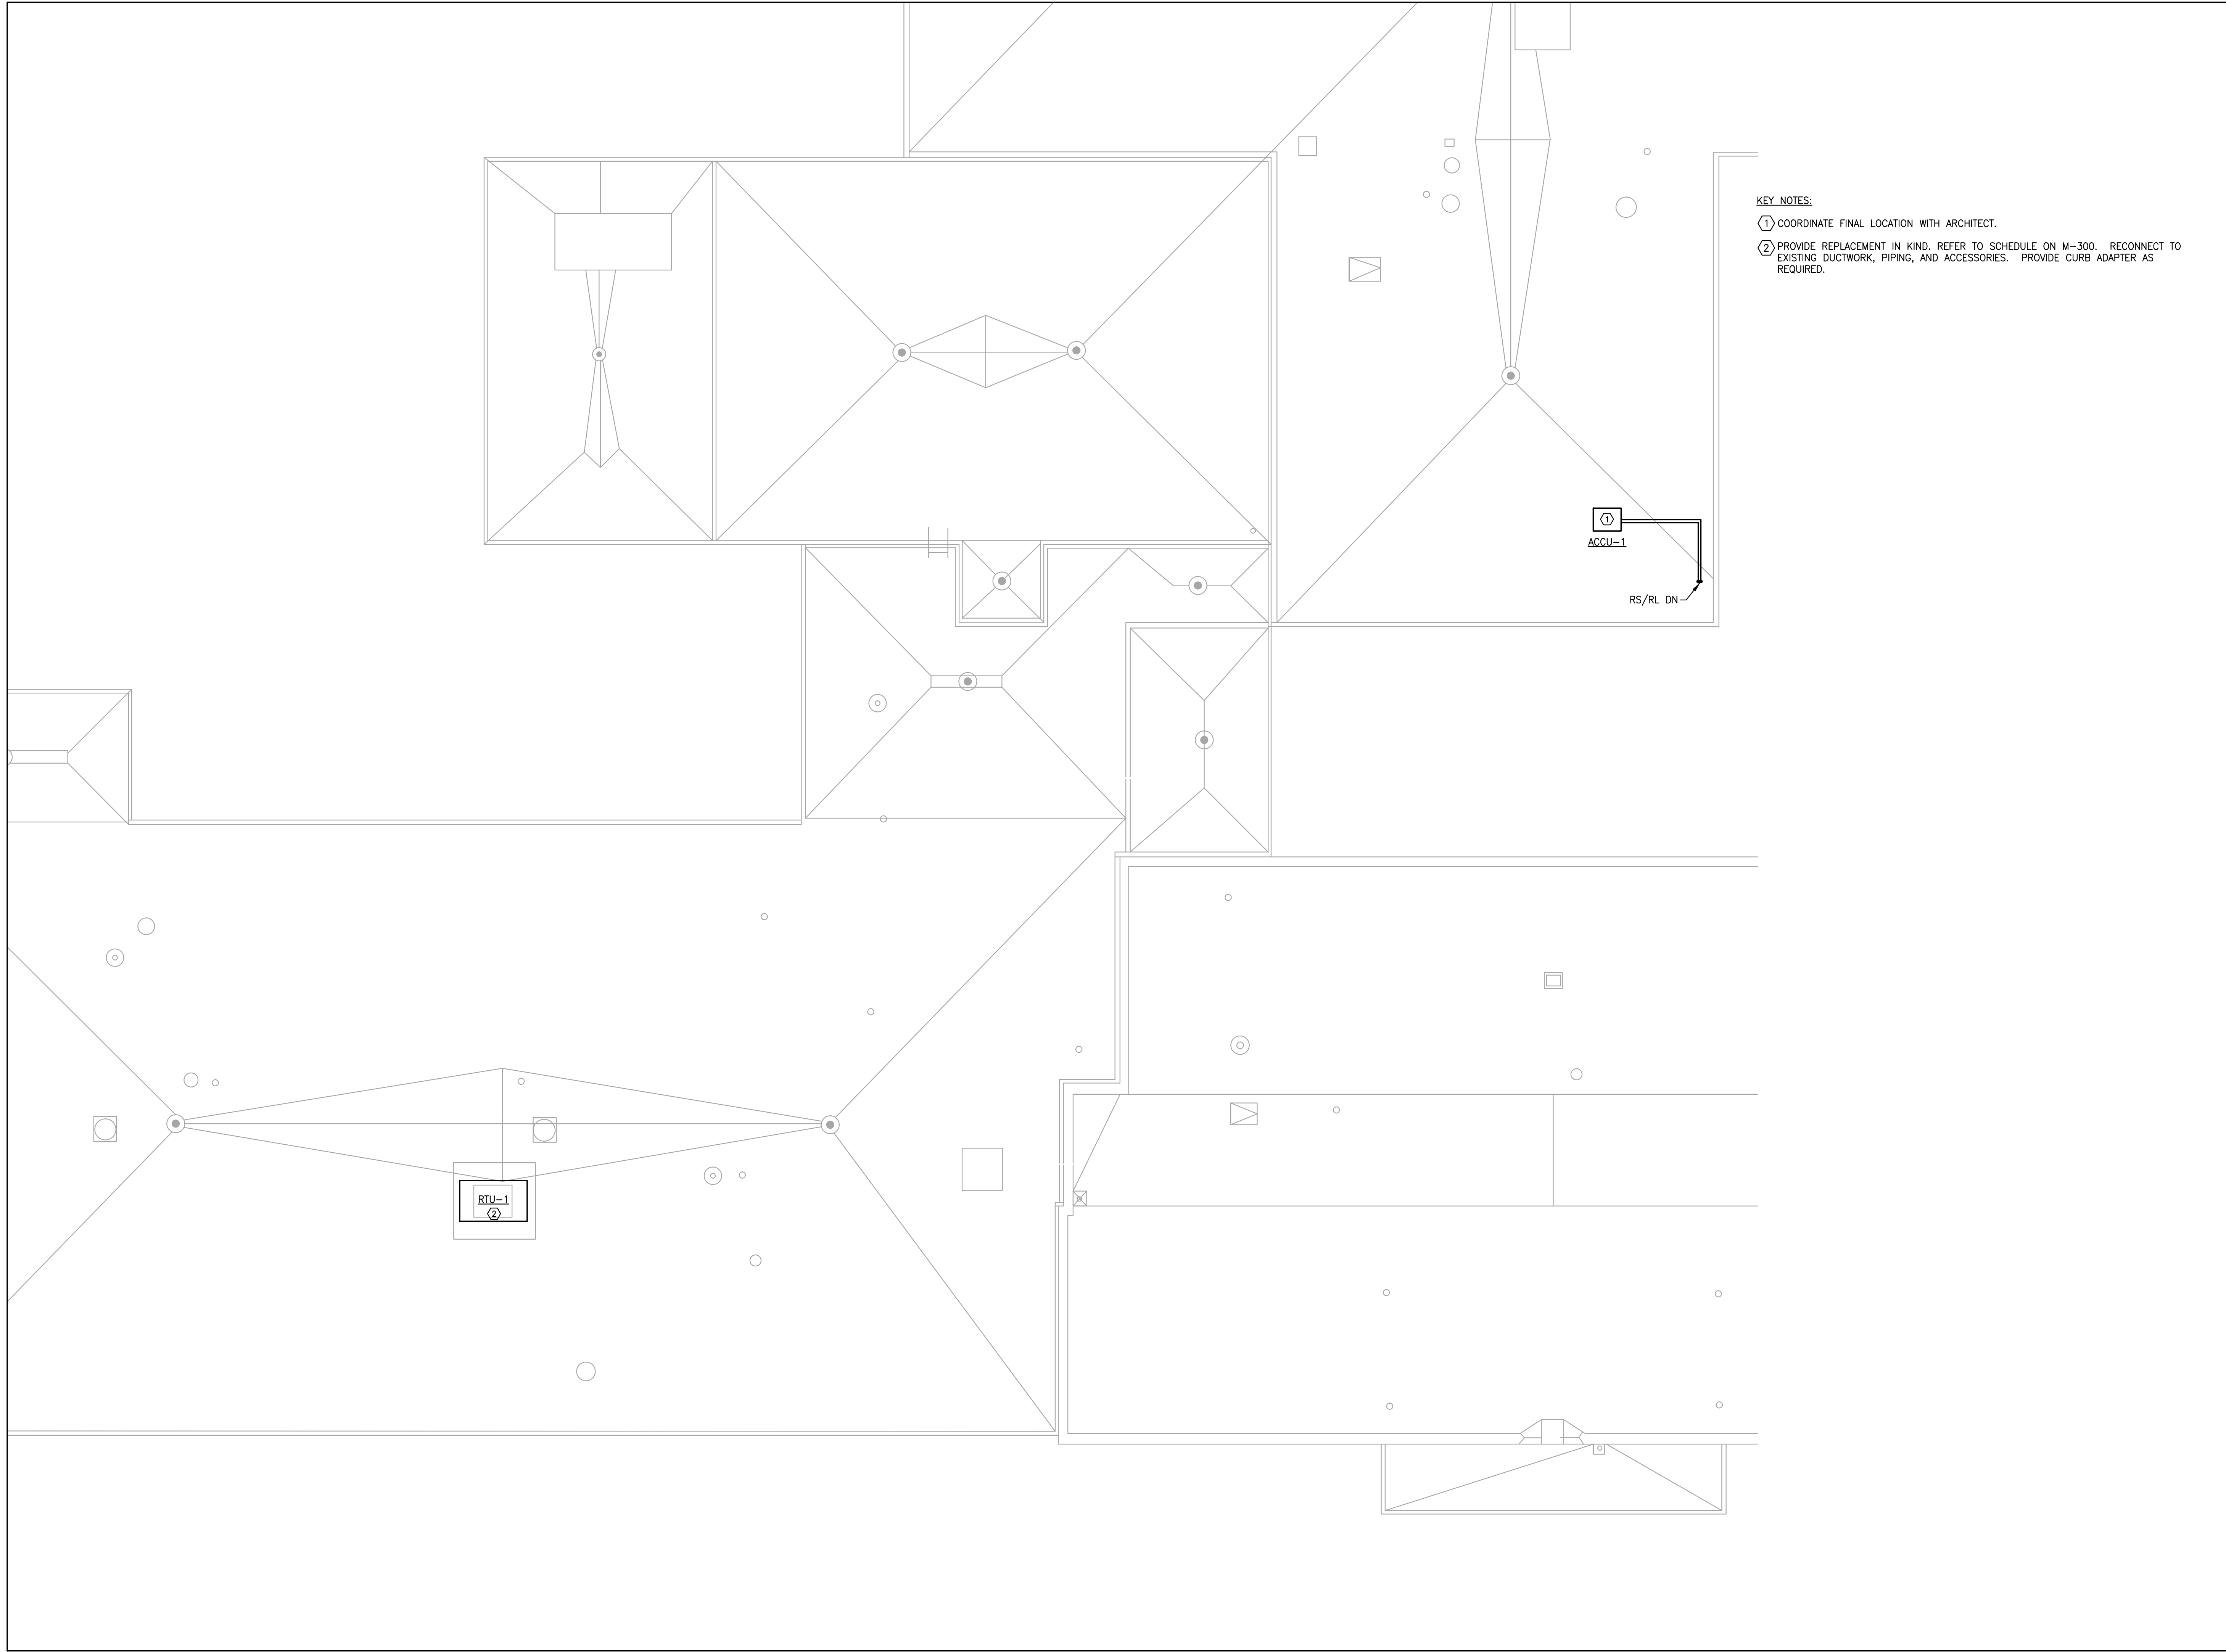 KEY NOTES:
1 COORDINATE FINAL LOCATION WITH ARCHITECT.
2 PROVIDE REPLACEMENT IN KIND. REFER TO SCHEDULE ON M-300. RECONNECT TO
EXISTING DUCTWORK, PIPING, AND ACCESSORIES. PROVIDE CURB ADAPTER AS
REQUIRED.
1
ACCU-1
RS/RL DN
RTU-1
2